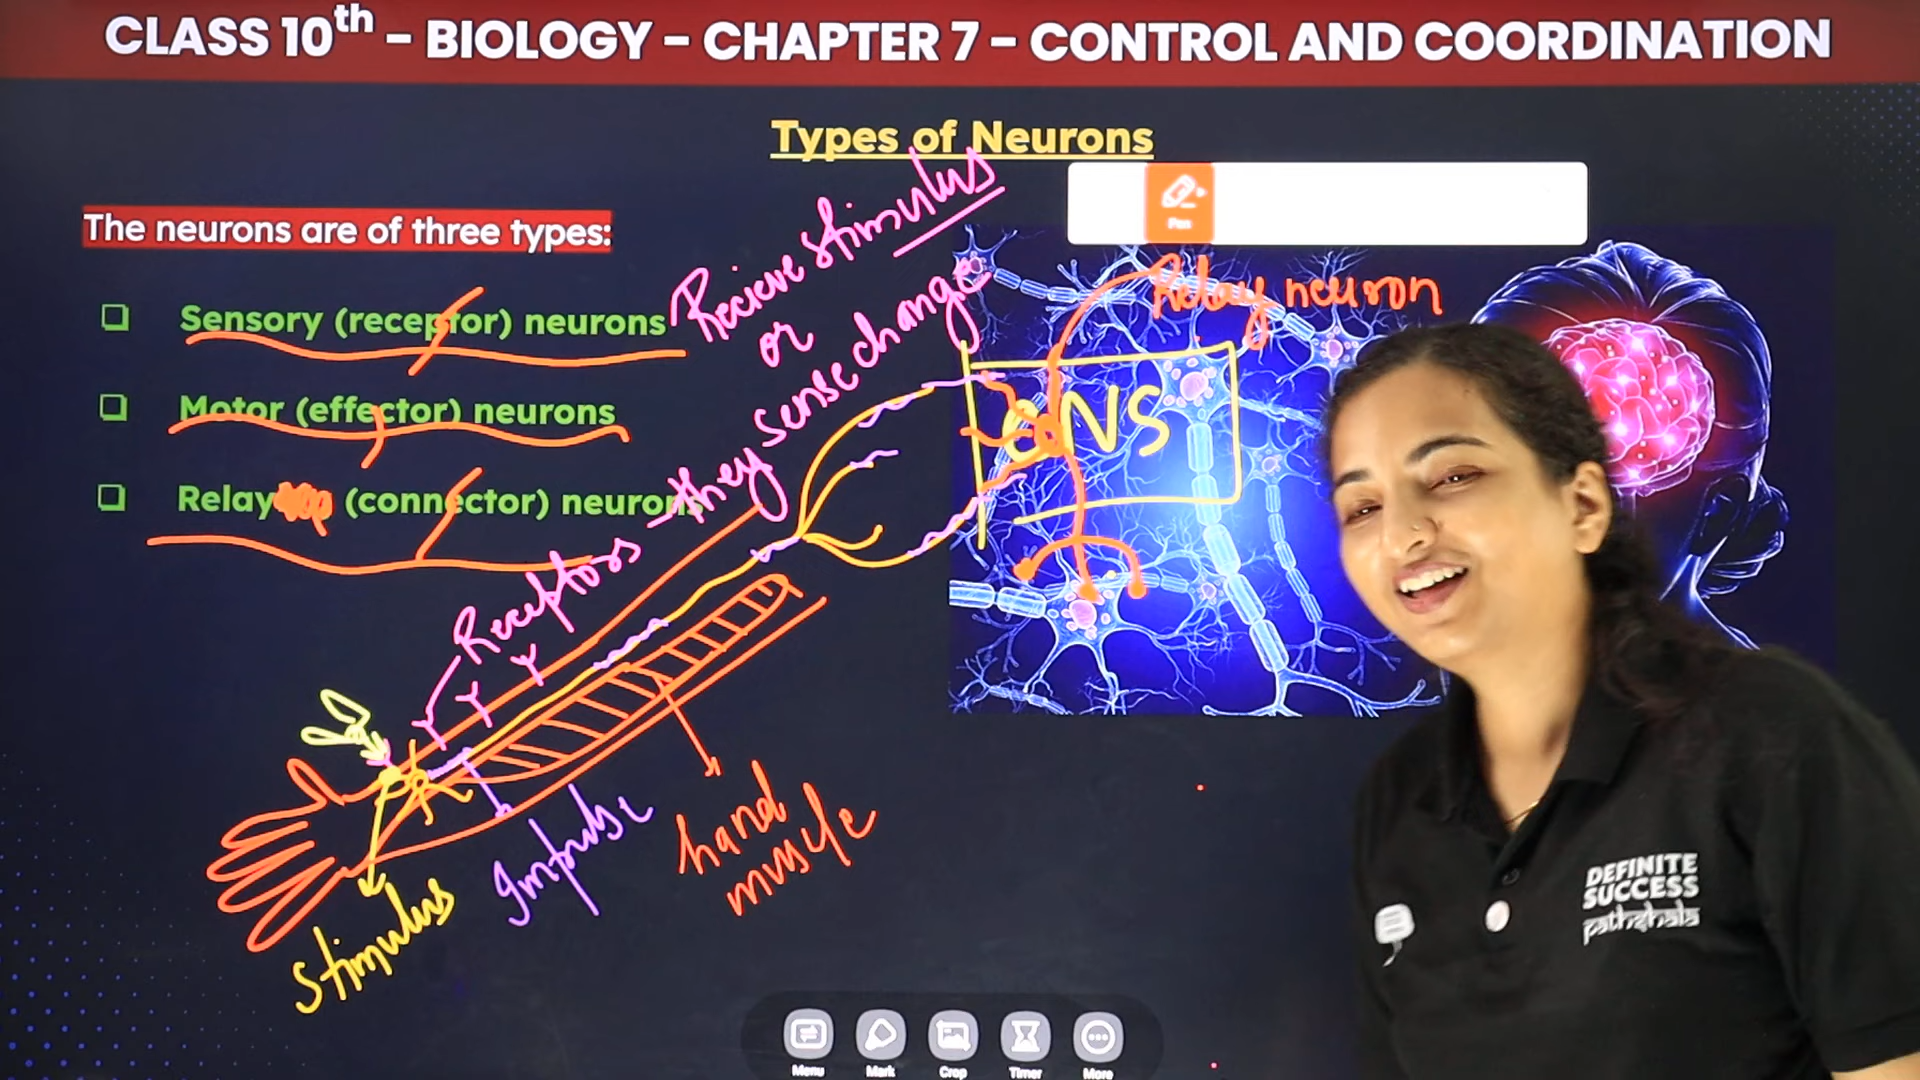 CLASS 10th – BIOLOGY – CHAPTER 7 – CONTROL AND COORDINATION
Types of Neurons
Pen
The neurons are of three types:
Sensory (receptor) neurons
Motor (effector) neurons
Relay (connector) neurons
Recieve stimulus
or
Receptors - they sense change
Relay neuron
CNS
Stimulus
Impulse
hand
muscle
DEFINITE
SUCCESS
pathshala
Menu
Mark
Crop
Timer
More